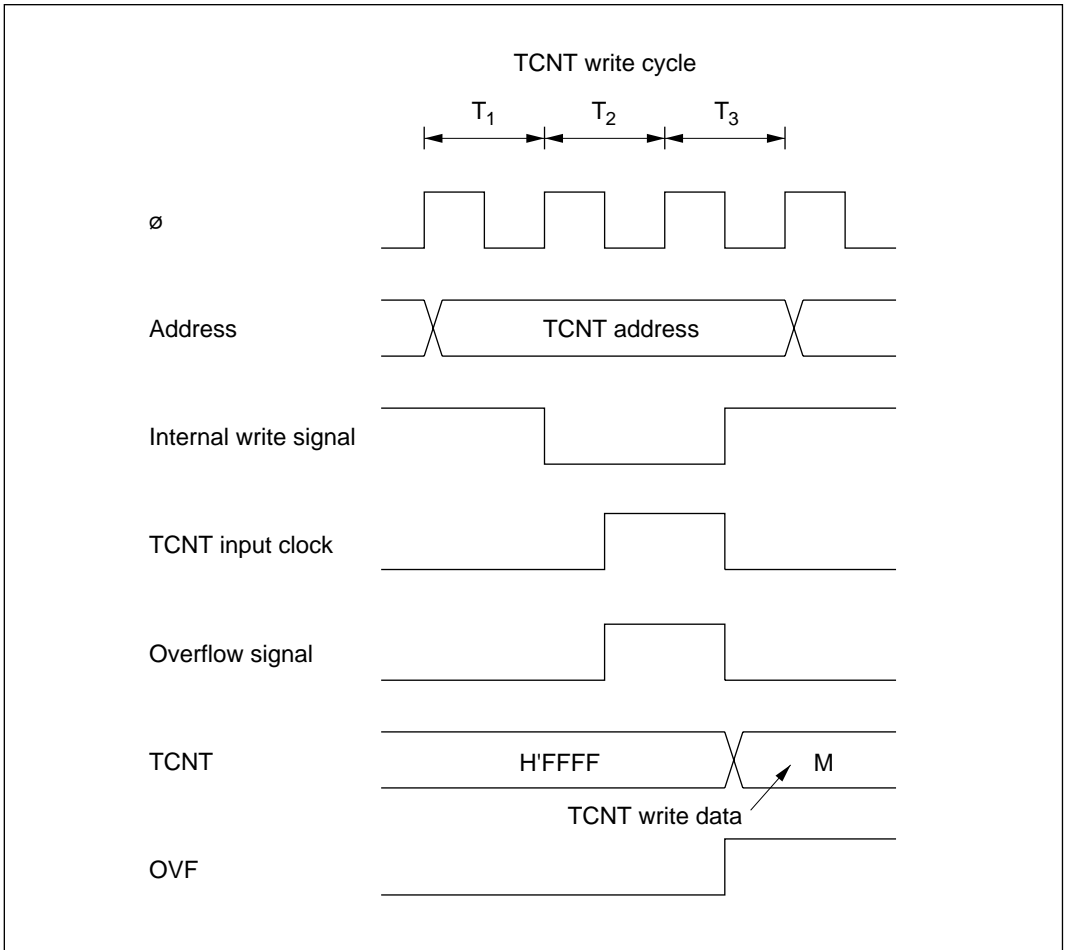 TCNT write cycle
T1 T2 T3
ø
Address TCNT address
Internal write signal
TCNT input clock
Overflow signal
TCNT H'FFFF M
TCNT write data
OVF